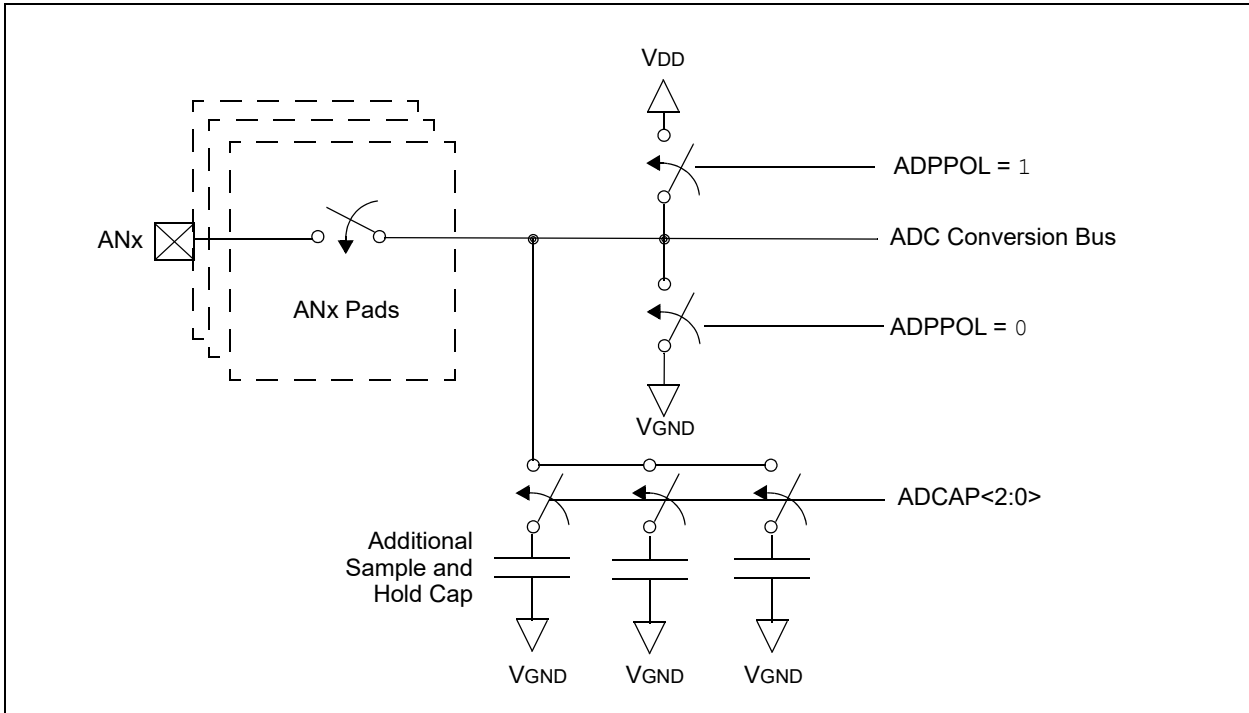 VDD
ADPPOL = 1
ANx
ADC Conversion Bus
ANx Pads
ADPPOL = 0
VGND
ADCAP<2:0>
Additional
Sample and
Hold Cap
VGND
VGND
VGND